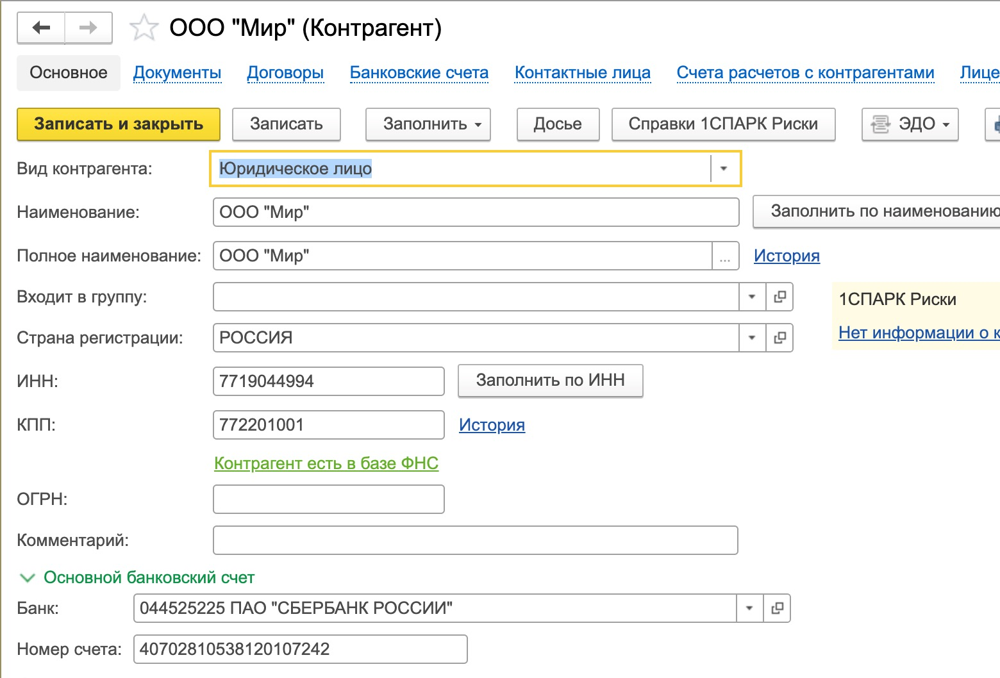 ООО "Мир" (Контрагент)
Основное Документы Договоры Банковские счета Контактные лица Счета расчетов с контрагентами Лице
Записать и закрыть Записать Заполнить Досье Справки 1СПАРК Риски ЭДО
Вид контрагента: Юридическое лицо
Наименование: ООО "Мир" Заполнить по наименованию
Полное наименование: ООО "Мир" ... История
Входит в группу: 1СПАРК Риски
Нет информации о к
Страна регистрации: РОССИЯ
ИНН: 7719044994 Заполнить по ИНН
КПП: 772201001 История
Контрагент есть в базе ФНС
ОГРН:
Комментарий:
Основной банковский счет
Банк: 044525225 ПАО "СБЕРБАНК РОССИИ"
Номер счета: 40702810538120107242